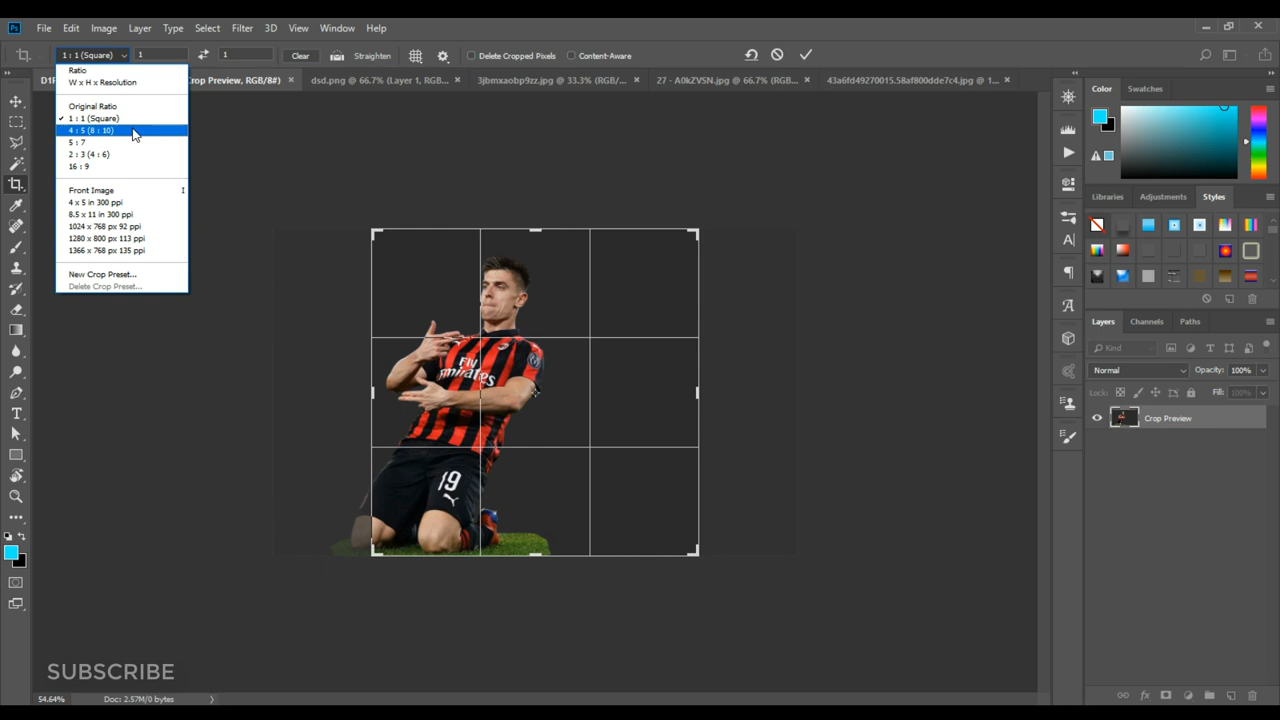 Ps File Edit Image Layer Type Select Filter 3D View Window Help
1 : 1 (Square) 1 1 Clear Straighten Delete Cropped Pixels Content-Aware
Crop Preview, RGB/8#) × dsd.png @ 66.7% (Layer 1, RGB... × 3jbmxaobp9zz.jpg @ 33.3% (RGB/... × 27 - A0kZVSN.jpg @ 66.7% (RGB... × 43a6fd49270015.58af800dde7c4.jpg @ 1... ×
Ratio
W x H x Resolution
Original Ratio
1 : 1 (Square)
4 : 5 (8 : 10)
5 : 7
2 : 3 (4 : 6)
16 : 9
Front Image I
4 x 5 in 300 ppi
8.5 x 11 in 300 ppi
1024 x 768 px 92 ppi
1280 x 800 px 113 ppi
1366 x 768 px 135 ppi
New Crop Preset...
Delete Crop Preset...
Color Swatches
Libraries Adjustments Styles
Layers Channels Paths
Kind
Normal Opacity: 100%
Lock: Fill: 100%
Crop Preview
Fly
Emirates
19
SUBSCRIBE
54.64% Doc: 2.57M/0 bytes